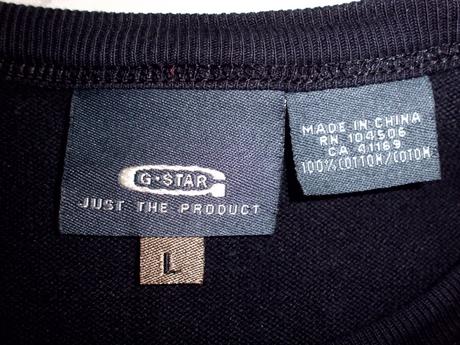 G·STAR
JUST THE PRODUCT
L
MADE IN CHINA
RN 104506
CA 41169
100% COTTON/COTON